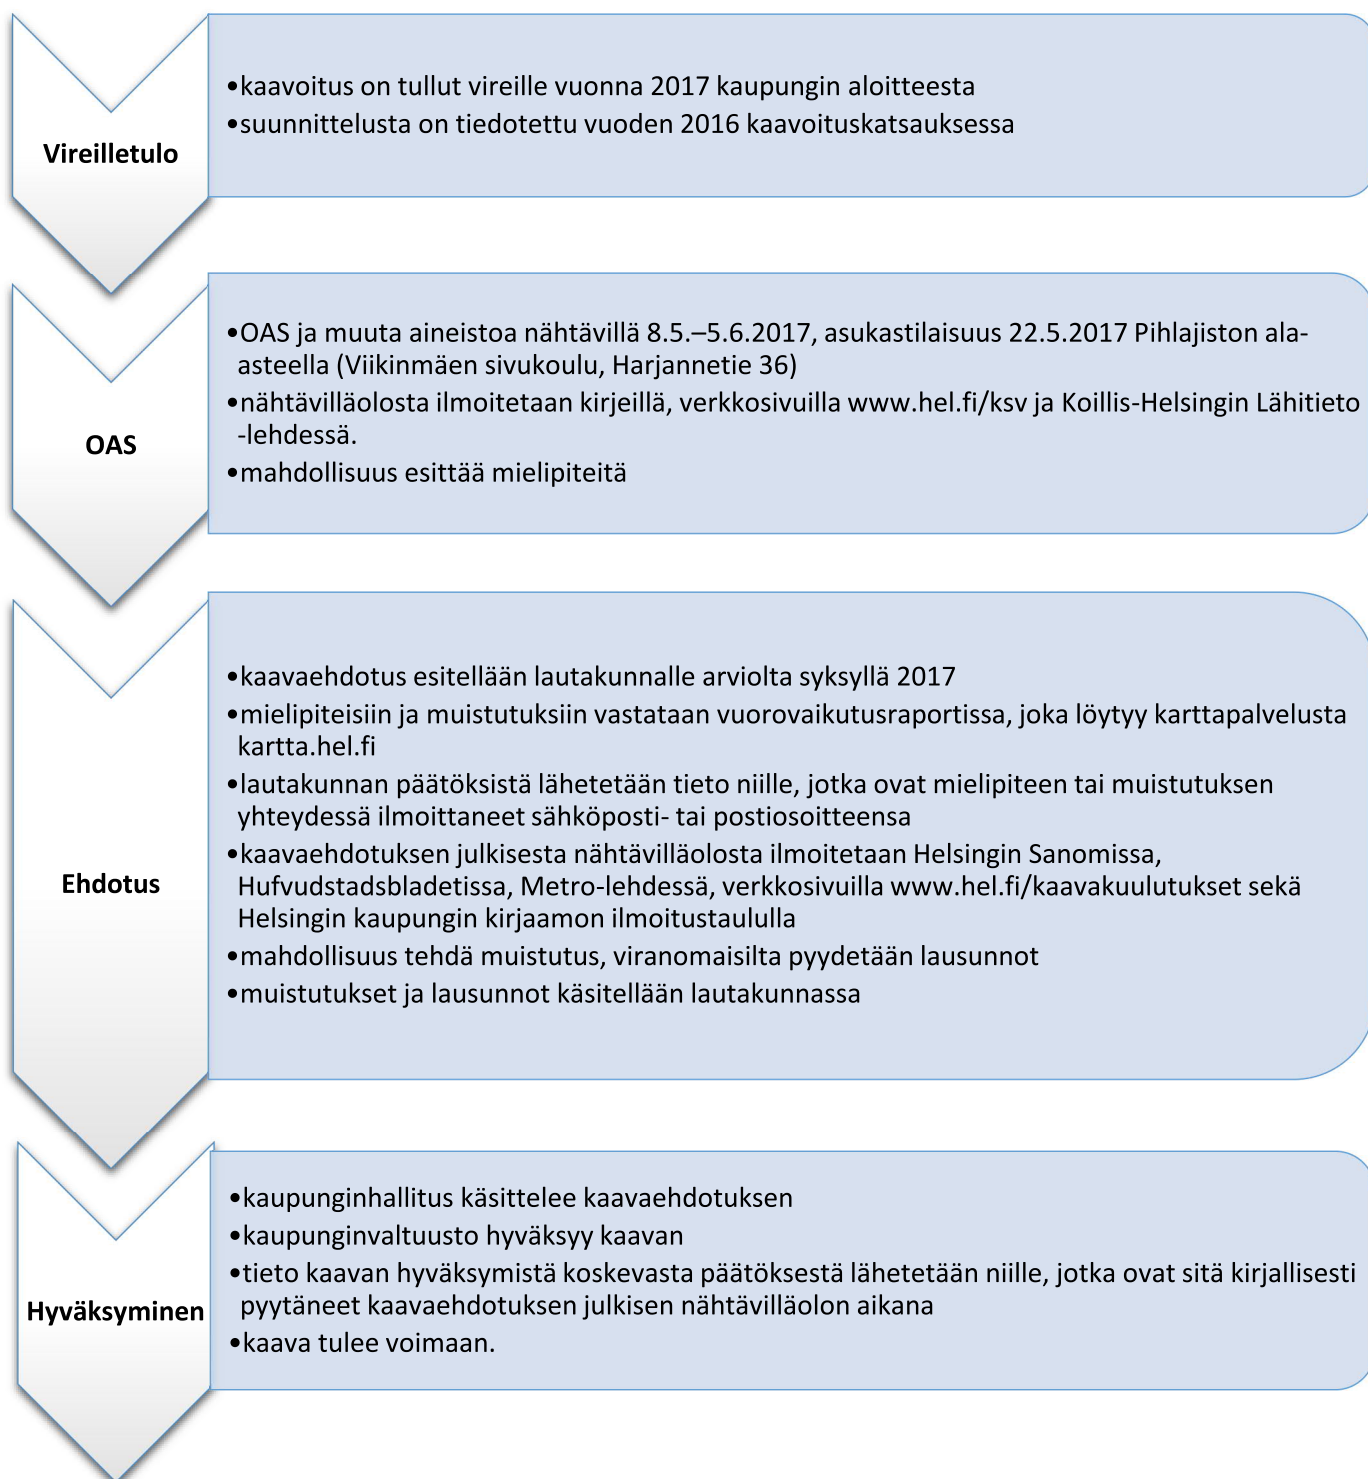 Vireilletulo
•kaavoitus on tullut vireille vuonna 2017 kaupungin aloitteesta
•suunnittelusta on tiedotettu vuoden 2016 kaavoituskatsauksessa
OAS
•OAS ja muuta aineistoa nähtävillä 8.5.–5.6.2017, asukastilaisuus 22.5.2017 Pihlajiston ala-
asteella (Viikinmäen sivukoulu, Harjannetie 36)
•nähtävilläolosta ilmoitetaan kirjeillä, verkkosivuilla www.hel.fi/ksv ja Koillis-Helsingin Lähitieto
-lehdessä.
•mahdollisuus esittää mielipiteitä
Ehdotus
•kaavaehdotus esitellään lautakunnalle arviolta syksyllä 2017
•mielipiteisiin ja muistutuksiin vastataan vuorovaikutusraportissa, joka löytyy karttapalvelusta
kartta.hel.fi
•lautakunnan päätöksistä lähetetään tieto niille, jotka ovat mielipiteen tai muistutuksen
yhteydessä ilmoittaneet sähköposti- tai postiosoitteensa
•kaavaehdotuksen julkisesta nähtävilläolosta ilmoitetaan Helsingin Sanomissa,
Hufvudstadsbladetissa, Metro-lehdessä, verkkosivuilla www.hel.fi/kaavakuulutukset sekä
Helsingin kaupungin kirjaamon ilmoitustaululla
•mahdollisuus tehdä muistutus, viranomaisilta pyydetään lausunnot
•muistutukset ja lausunnot käsitellään lautakunnassa
Hyväksyminen
•kaupunginhallitus käsittelee kaavaehdotuksen
•kaupunginvaltuusto hyväksyy kaavan
•tieto kaavan hyväksymistä koskevasta päätöksestä lähetetään niille, jotka ovat sitä kirjallisesti
pyytäneet kaavaehdotuksen julkisen nähtävilläolon aikana
•kaava tulee voimaan.